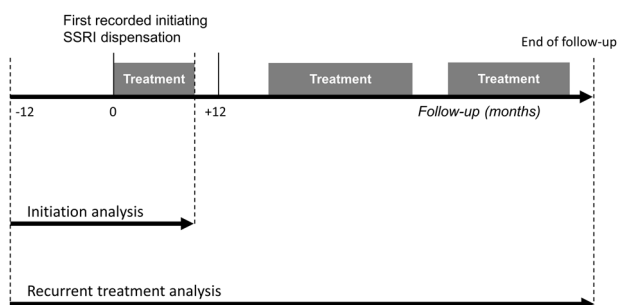 First recorded initiating
SSRI dispensation
End of follow-up
Treatment
Treatment
Treatment
-12
0
+12
Follow-up (months)
Initiation analysis
Recurrent treatment analysis